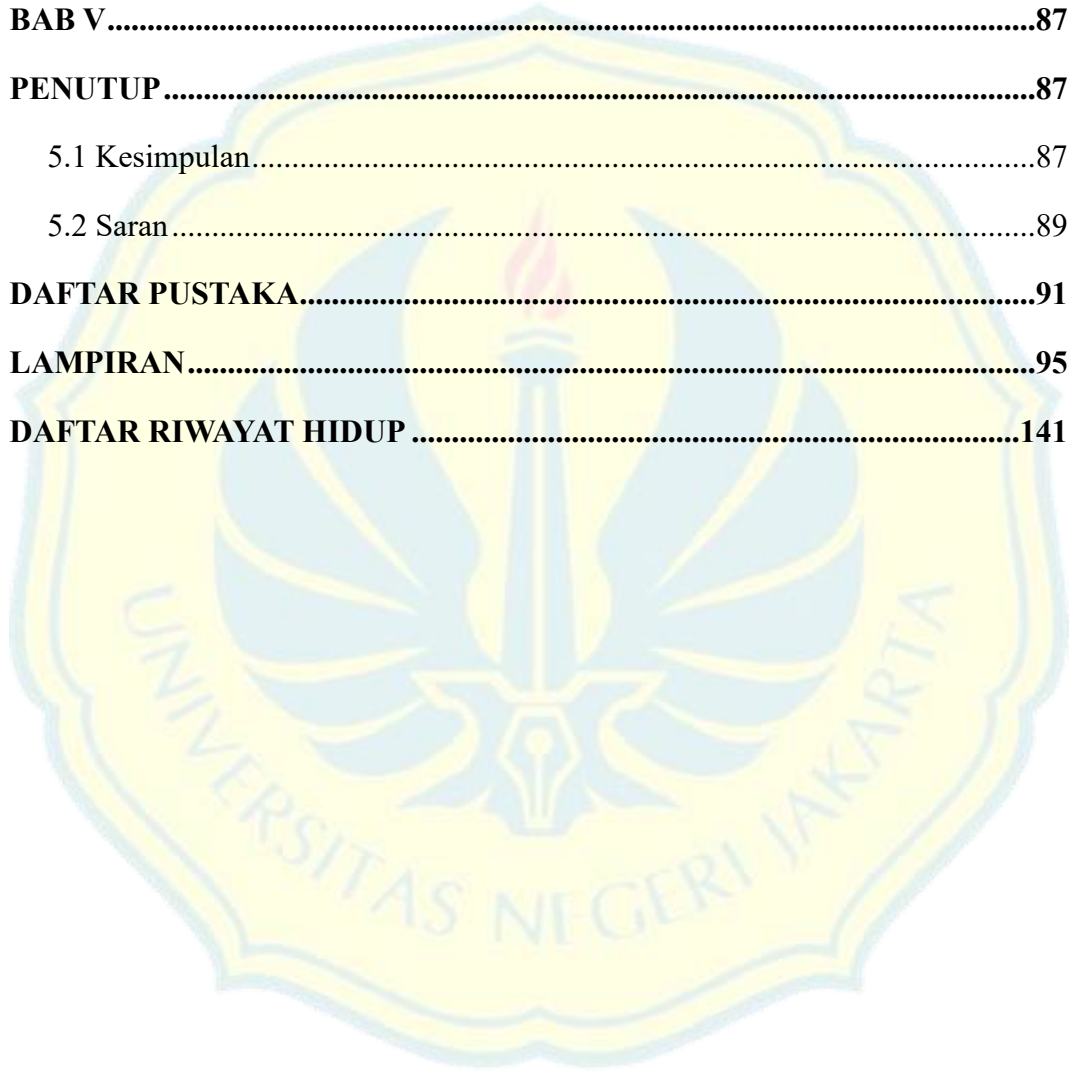 BAB V........................................................................................................................87
PENUTUP.................................................................................................................87
5.1 Kesimpulan.....................................................................................................87
5.2 Saran...............................................................................................................89
DAFTAR PUSTAKA...............................................................................................91
LAMPIRAN..............................................................................................................95
DAFTAR RIWAYAT HIDUP ..............................................................................141
UNIVERSITAS NEGERI JAKARTA